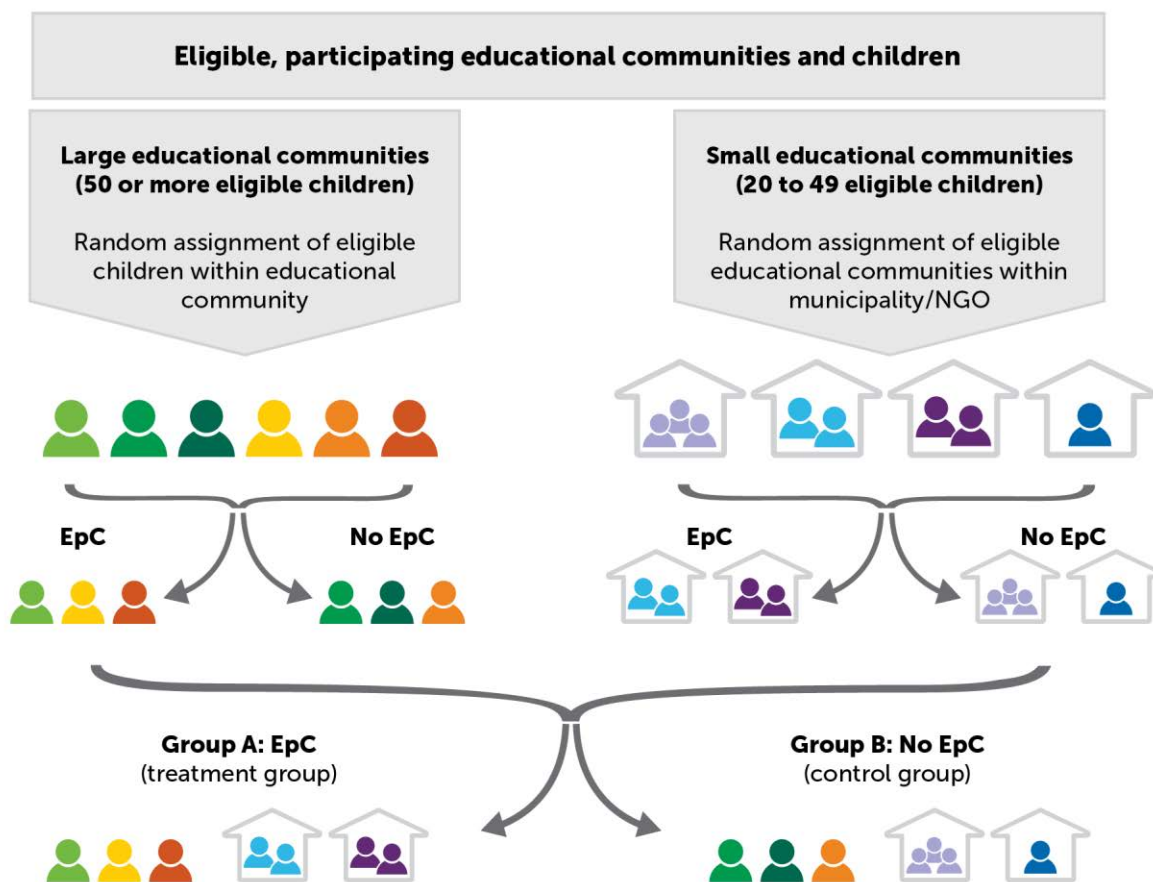 Eligible, participating educational communities and children
Large educational communities
(50 or more eligible children)
Random assignment of eligible
children within educational
community
Small educational communities
(20 to 49 eligible children)
Random assignment of eligible
educational communities within
municipality/NGO
EpC
No EpC
EpC
No EpC
Group A: EpC
(treatment group)
Group B: No EpC
(control group)